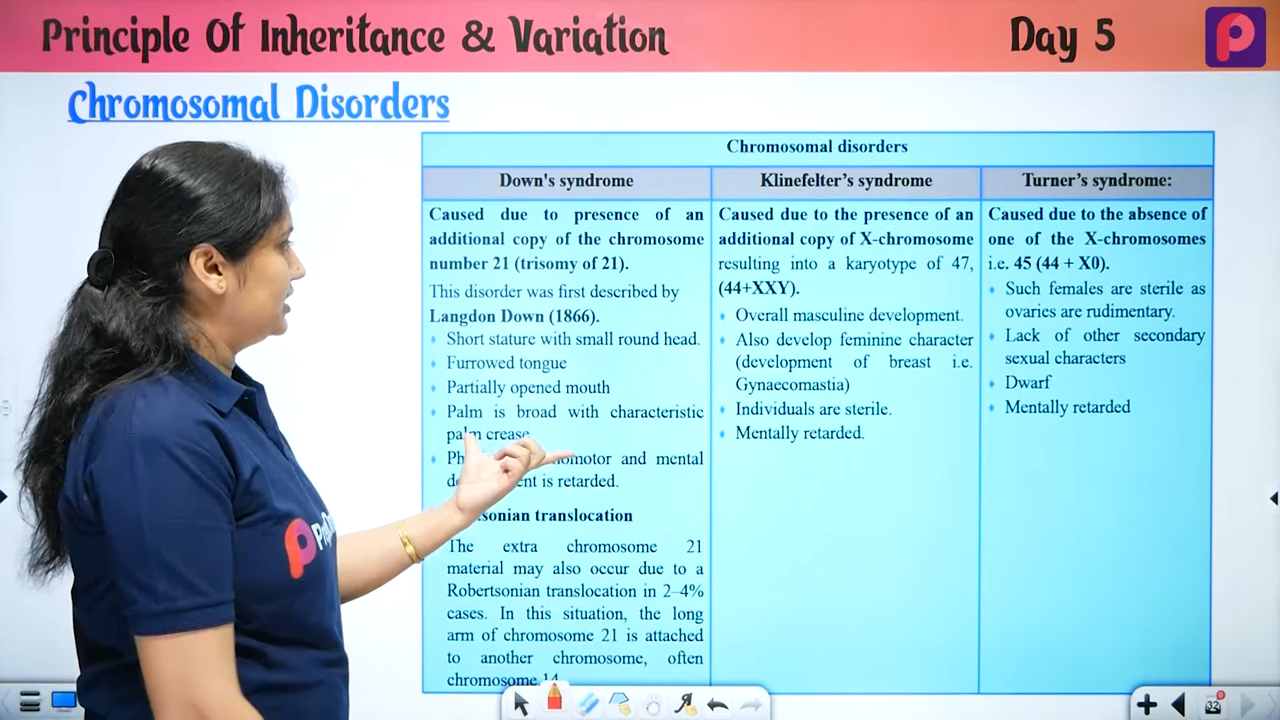 Principle Of Inheritance & Variation
Day 5
Chromosomal Disorders
Chromosomal disorders
Down's syndrome
Caused due to presence of an
additional copy of the chromosome
number 21 (trisomy of 21).
This disorder was first described by
Langdon Down (1866).
Short stature with small round head.
Furrowed tongue
Partially opened mouth
Palm is broad with characteristic
palm crease
and mental
is retarded.
translocation
The extra chromosome 21
material may also occur due to a
Robertsonian translocation in 2–4%
cases. In this situation, the long
arm of chromosome 21 is attached
to another chromosome, often
chromosome 14
Klinefelter's syndrome
Caused due to the presence of an
additional copy of X-chromosome
resulting into a karyotype of 47,
(44+XXY).
Overall masculine development.
Also develop feminine character
(development of breast i.e.
Gynaecomastia)
Individuals are sterile.
Mentally retarded.
Turner's syndrome:
Caused due to the absence of
one of the X-chromosomes
i.e. 45 (44 + X0).
Such females are sterile as
ovaries are rudimentary.
Lack of other secondary
sexual characters
Dwarf
Mentally retarded
32